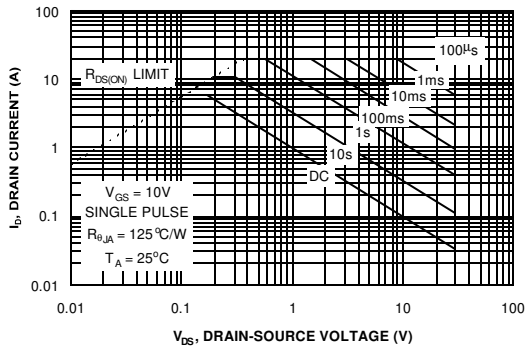 100
10
1
0.1
0.01
I_D, DRAIN CURRENT (A)
R_DS(ON) LIMIT
100μs
1ms
10ms
100ms
1s
10s
DC
V_GS = 10V
SINGLE PULSE
R_θJA = 125°C/W
T_A = 25°C
0.01
0.1
1
10
100
V_DS, DRAIN-SOURCE VOLTAGE (V)